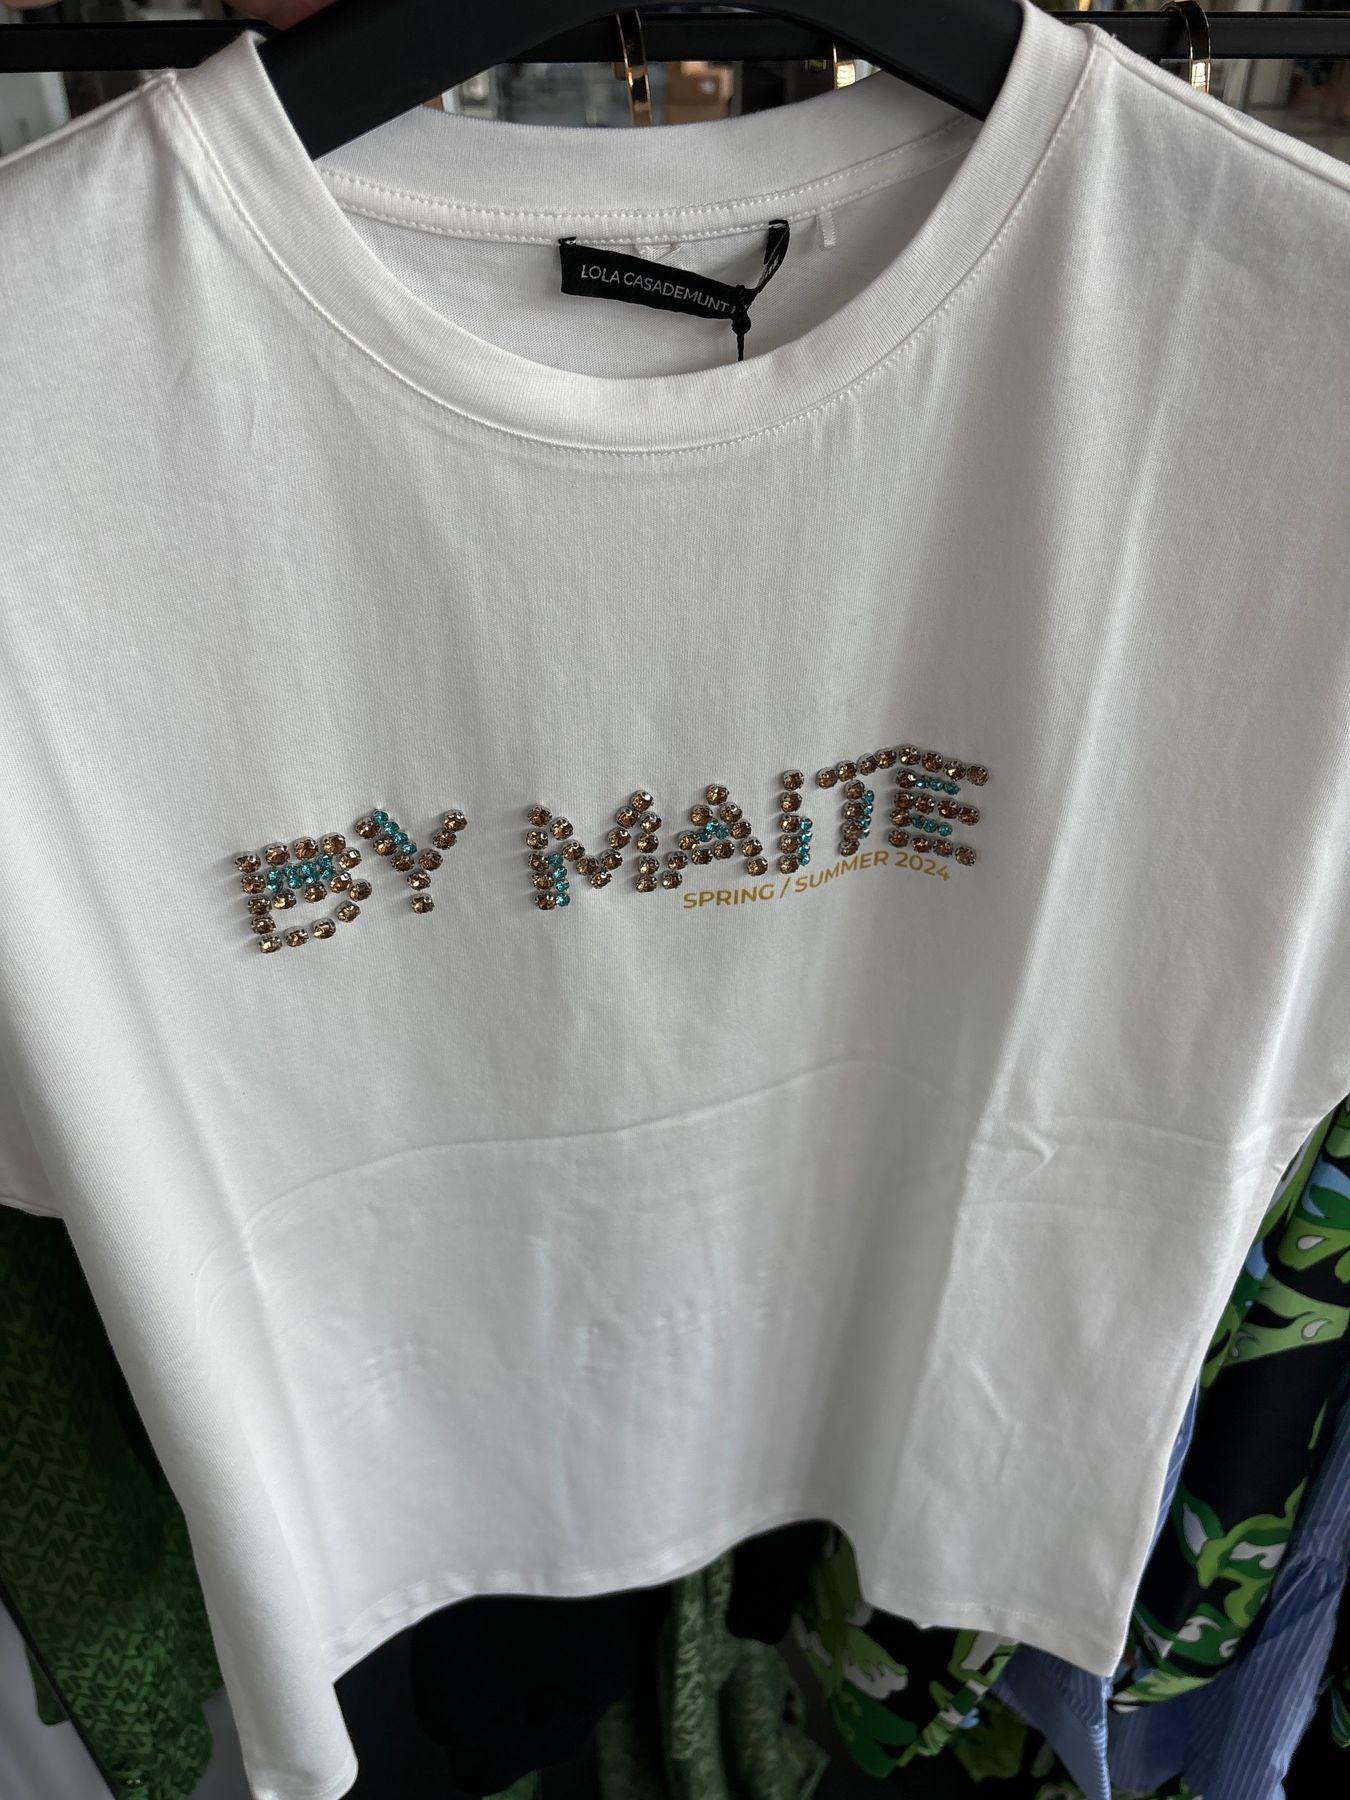 LOLA CASADEMUNT
BY MAITE
SPRING / SUMMER 2024